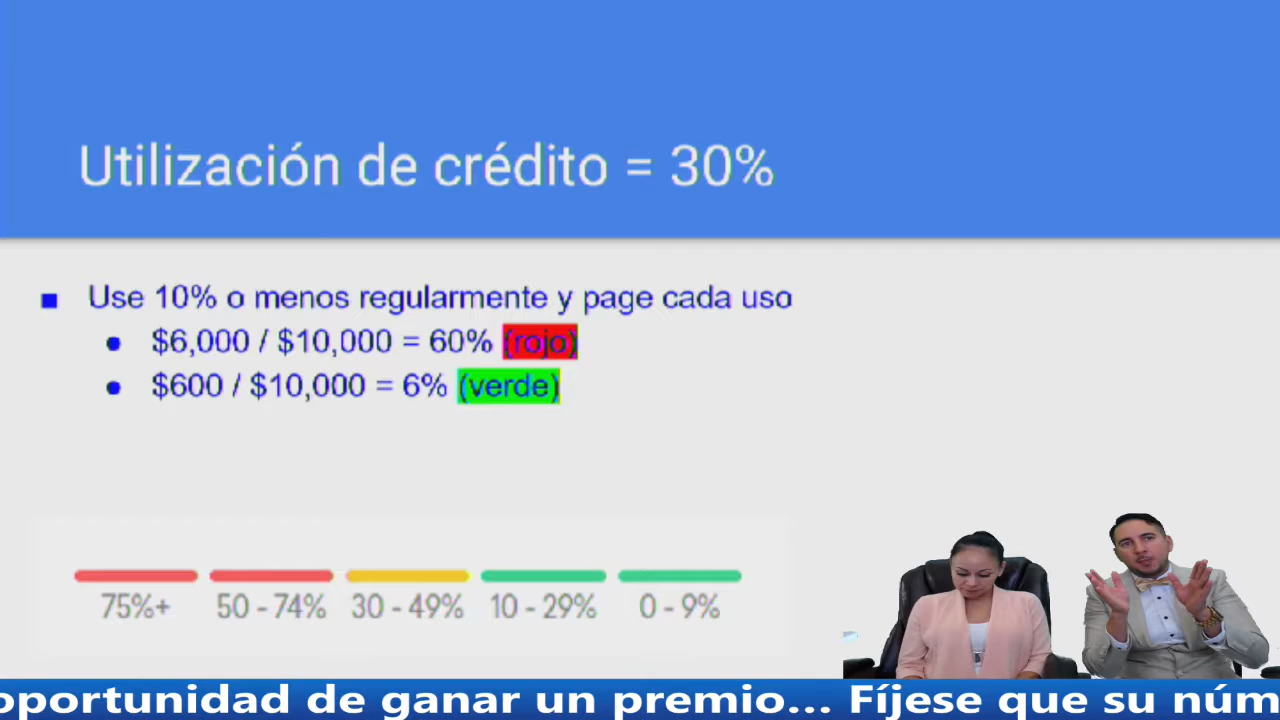 Utilización de crédito = 30%
Use 10% o menos regularmente y page cada uso
$6,000 / $10,000 = 60% (rojo)
$600 / $10,000 = 6% (verde)
75%+ 50 - 74% 30 - 49% 10 - 29% 0 - 9%
oportunidad de ganar un premio... Fíjese que su núm